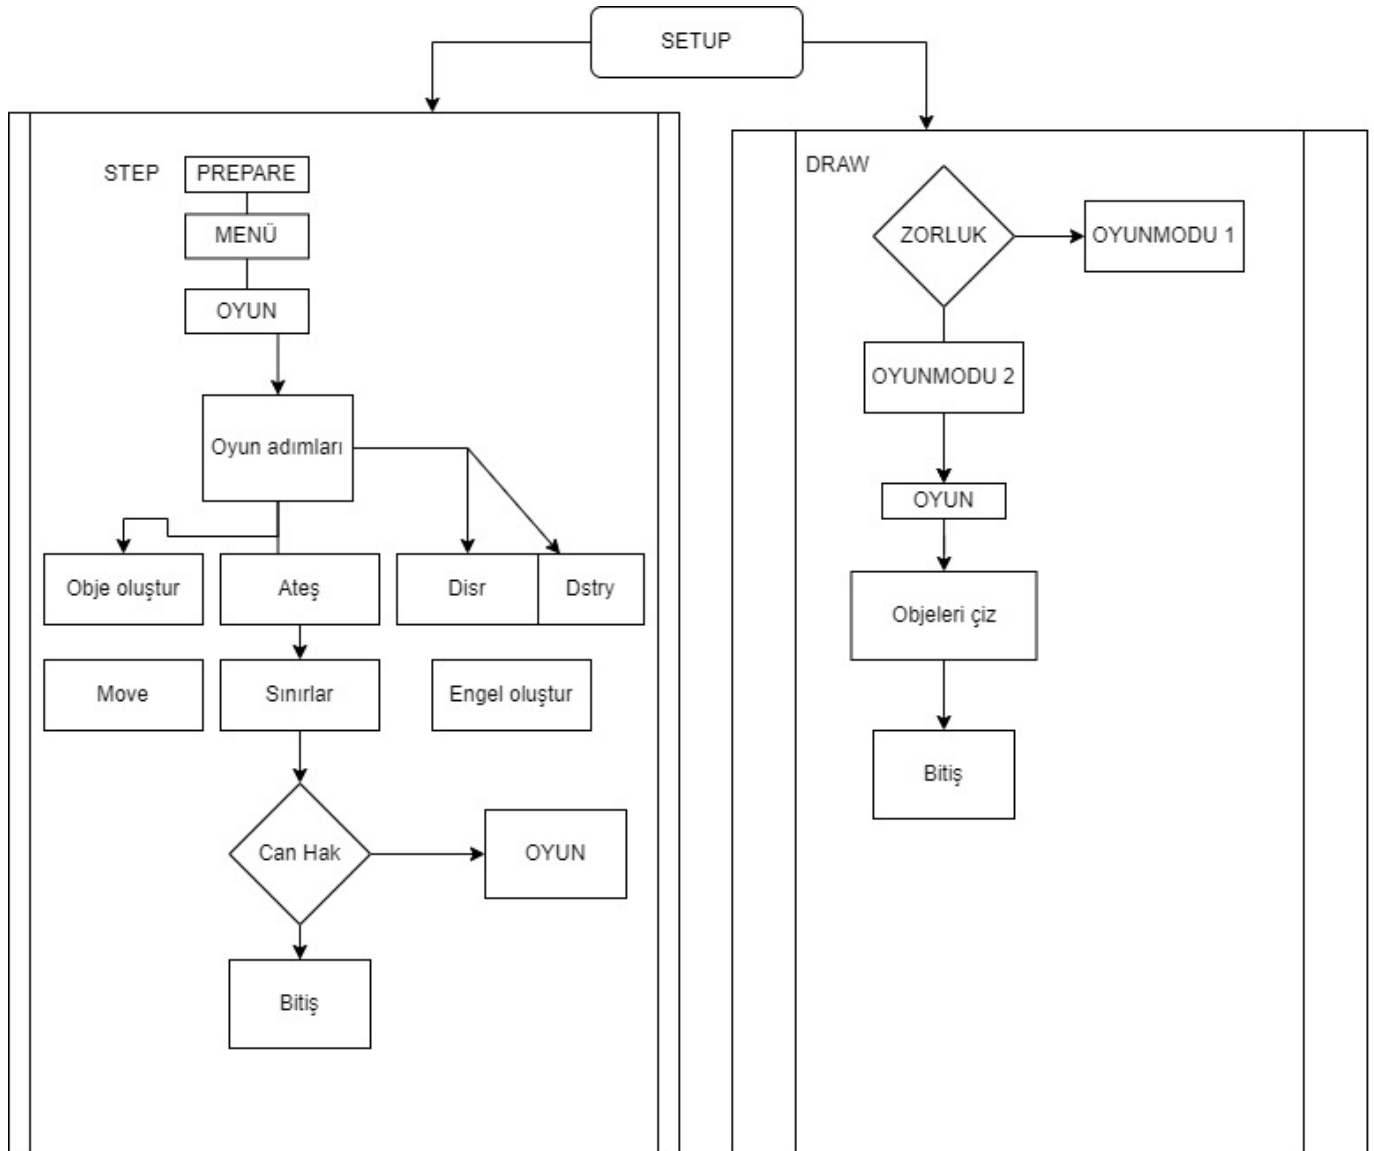 SETUP
STEP
PREPARE
MENÜ
OYUN
Oyun adımları
Obje oluştur
Ateş
Disr
Dstry
Move
Sınırlar
Engel oluştur
Can Hak
OYUN
Bitiş
DRAW
ZORLUK
OYUNMODU 1
OYUNMODU 2
OYUN
Objeleri çiz
Bitiş